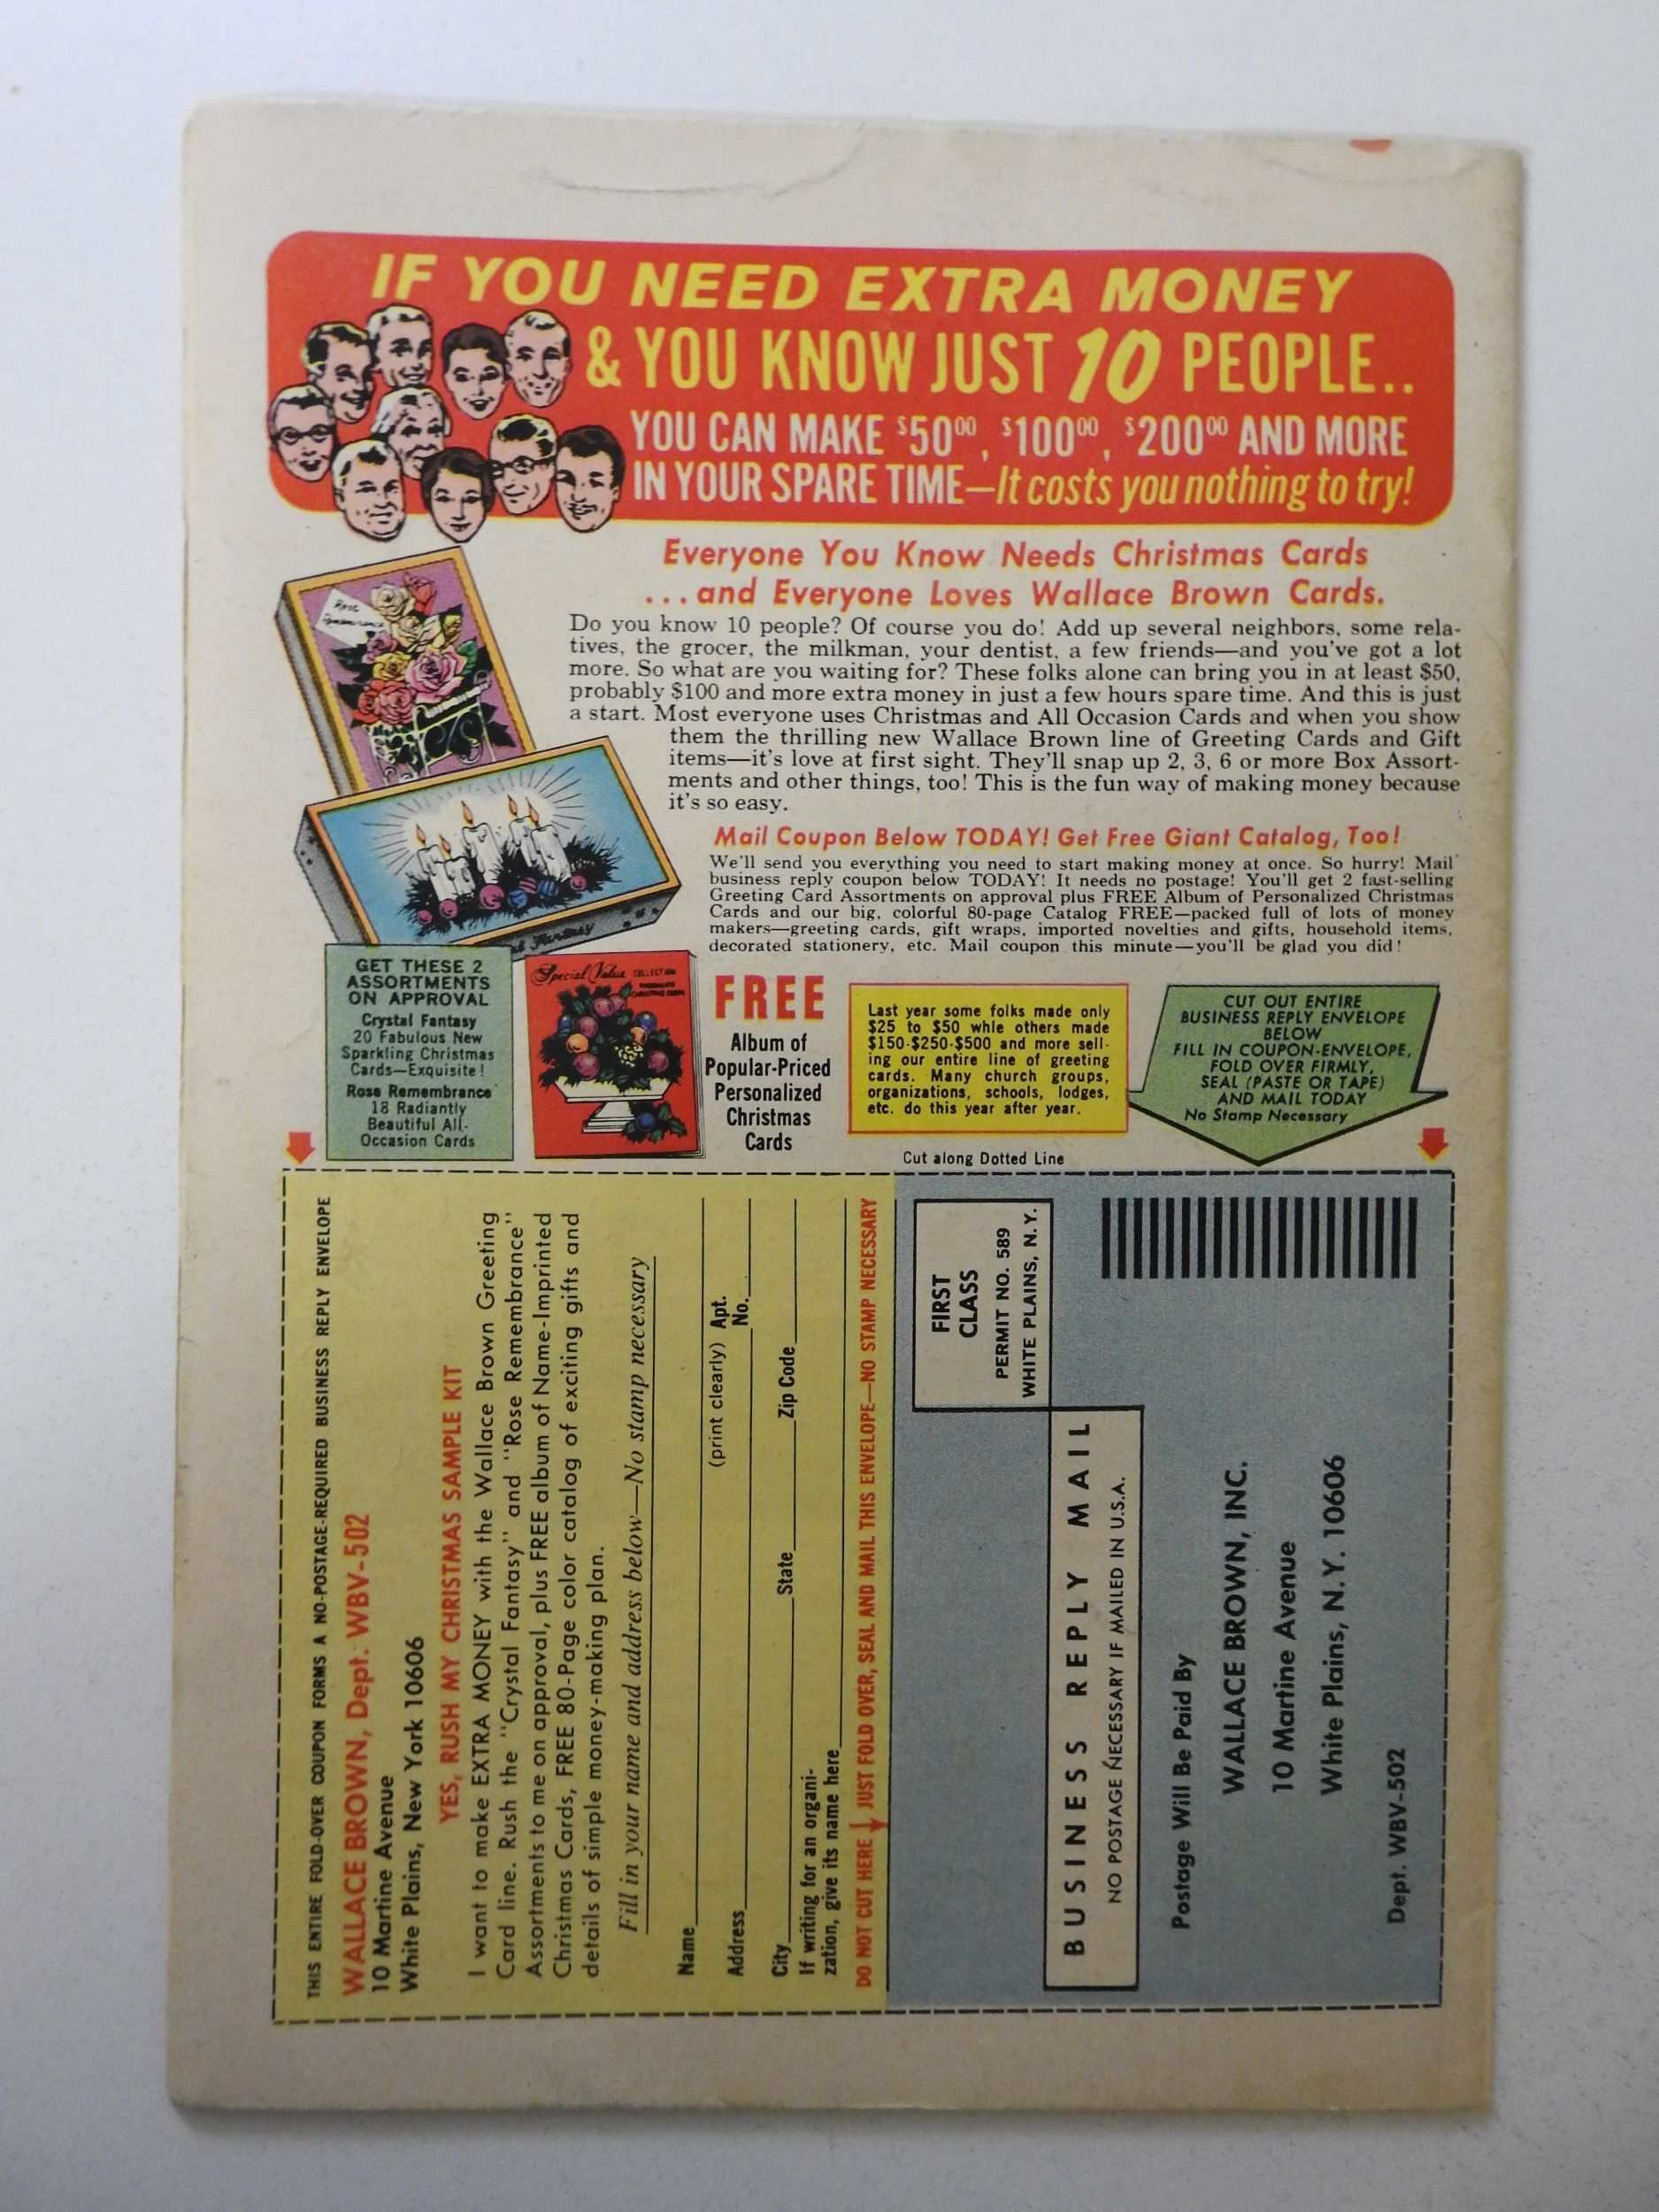 IF YOU NEED EXTRA MONEY
& YOU KNOW JUST 10 PEOPLE..
YOU CAN MAKE $50⁰⁰, $100⁰⁰, $200⁰⁰ AND MORE
IN YOUR SPARE TIME—It costs you nothing to try!
Everyone You Know Needs Christmas Cards
...and Everyone Loves Wallace Brown Cards.
Rose
Remembrance
Do you know 10 people? Of course you do! Add up several neighbors, some rela-
tives, the grocer, the milkman, your dentist, a few friends—and you've got a lot
more. So what are you waiting for? These folks alone can bring you in at least $50,
probably $100 and more extra money in just a few hours spare time. And this is just
a start. Most everyone uses Christmas and All Occasion Cards and when you show
them the thrilling new Wallace Brown line of Greeting Cards and Gift
items—it's love at first sight. They'll snap up 2, 3, 6 or more Box Assort-
ments and other things, too! This is the fun way of making money because
it's so easy.
Mail Coupon Below TODAY! Get Free Giant Catalog, Too!
We'll send you everything you need to start making money at once. So hurry! Mail
business reply coupon below TODAY! It needs no postage! You'll get 2 fast-selling
Greeting Card Assortments on approval plus FREE Album of Personalized Christmas
Cards and our big, colorful 80-page Catalog FREE—packed full of lots of money
makers—greeting cards, gift wraps, imported novelties and gifts, household items,
decorated stationery, etc. Mail coupon this minute—you'll be glad you did!
Fantasy
GET THESE 2
ASSORTMENTS
ON APPROVAL
Crystal Fantasy
20 Fabulous New
Sparkling Christmas
Cards—Exquisite!
Rose Remembrance
18 Radiantly
Beautiful All-
Occasion Cards
Special Value COLLECTION
PERSONALIZED
CHRISTMAS CARDS
FREE
Album of
Popular-Priced
Personalized
Christmas
Cards
Last year some folks made only
$25 to $50 whle others made
$150-$250-$500 and more sell-
ing our entire line of greeting
cards. Many church groups,
organizations, schools, lodges,
etc. do this year after year.
CUT OUT ENTIRE
BUSINESS REPLY ENVELOPE
BELOW
FILL IN COUPON-ENVELOPE,
FOLD OVER FIRMLY,
SEAL (PASTE OR TAPE)
AND MAIL TODAY
No Stamp Necessary
Cut along Dotted Line
THIS ENTIRE FOLD-OVER COUPON FORMS A NO-POSTAGE-REQUIRED BUSINESS REPLY ENVELOPE
WALLACE BROWN, Dept. WBV-502
10 Martine Avenue
White Plains, New York 10606
YES, RUSH MY CHRISTMAS SAMPLE KIT
I want to make EXTRA MONEY with the Wallace Brown Greeting
Card line. Rush the "Crystal Fantasy" and "Rose Remembrance"
Assortments to me on approval, plus FREE album of Name-Imprinted
Christmas Cards, FREE 80-Page color catalog of exciting gifts and
details of simple money-making plan.
Fill in your name and address below—No stamp necessary
Name
(print clearly) Apt.
Address No.
City State Zip Code
If writing for an organi-
zation, give its name here
DO NOT CUT HERE JUST FOLD OVER, SEAL AND MAIL THIS ENVELOPE—NO STAMP NECESSARY
FIRST
CLASS
PERMIT NO. 589
WHITE PLAINS, N.Y.
BUSINESS REPLY MAIL
NO POSTAGE NECESSARY IF MAILED IN U.S.A.
Postage Will Be Paid By
WALLACE BROWN, INC.
10 Martine Avenue
White Plains, N.Y. 10606
Dept. WBV-502